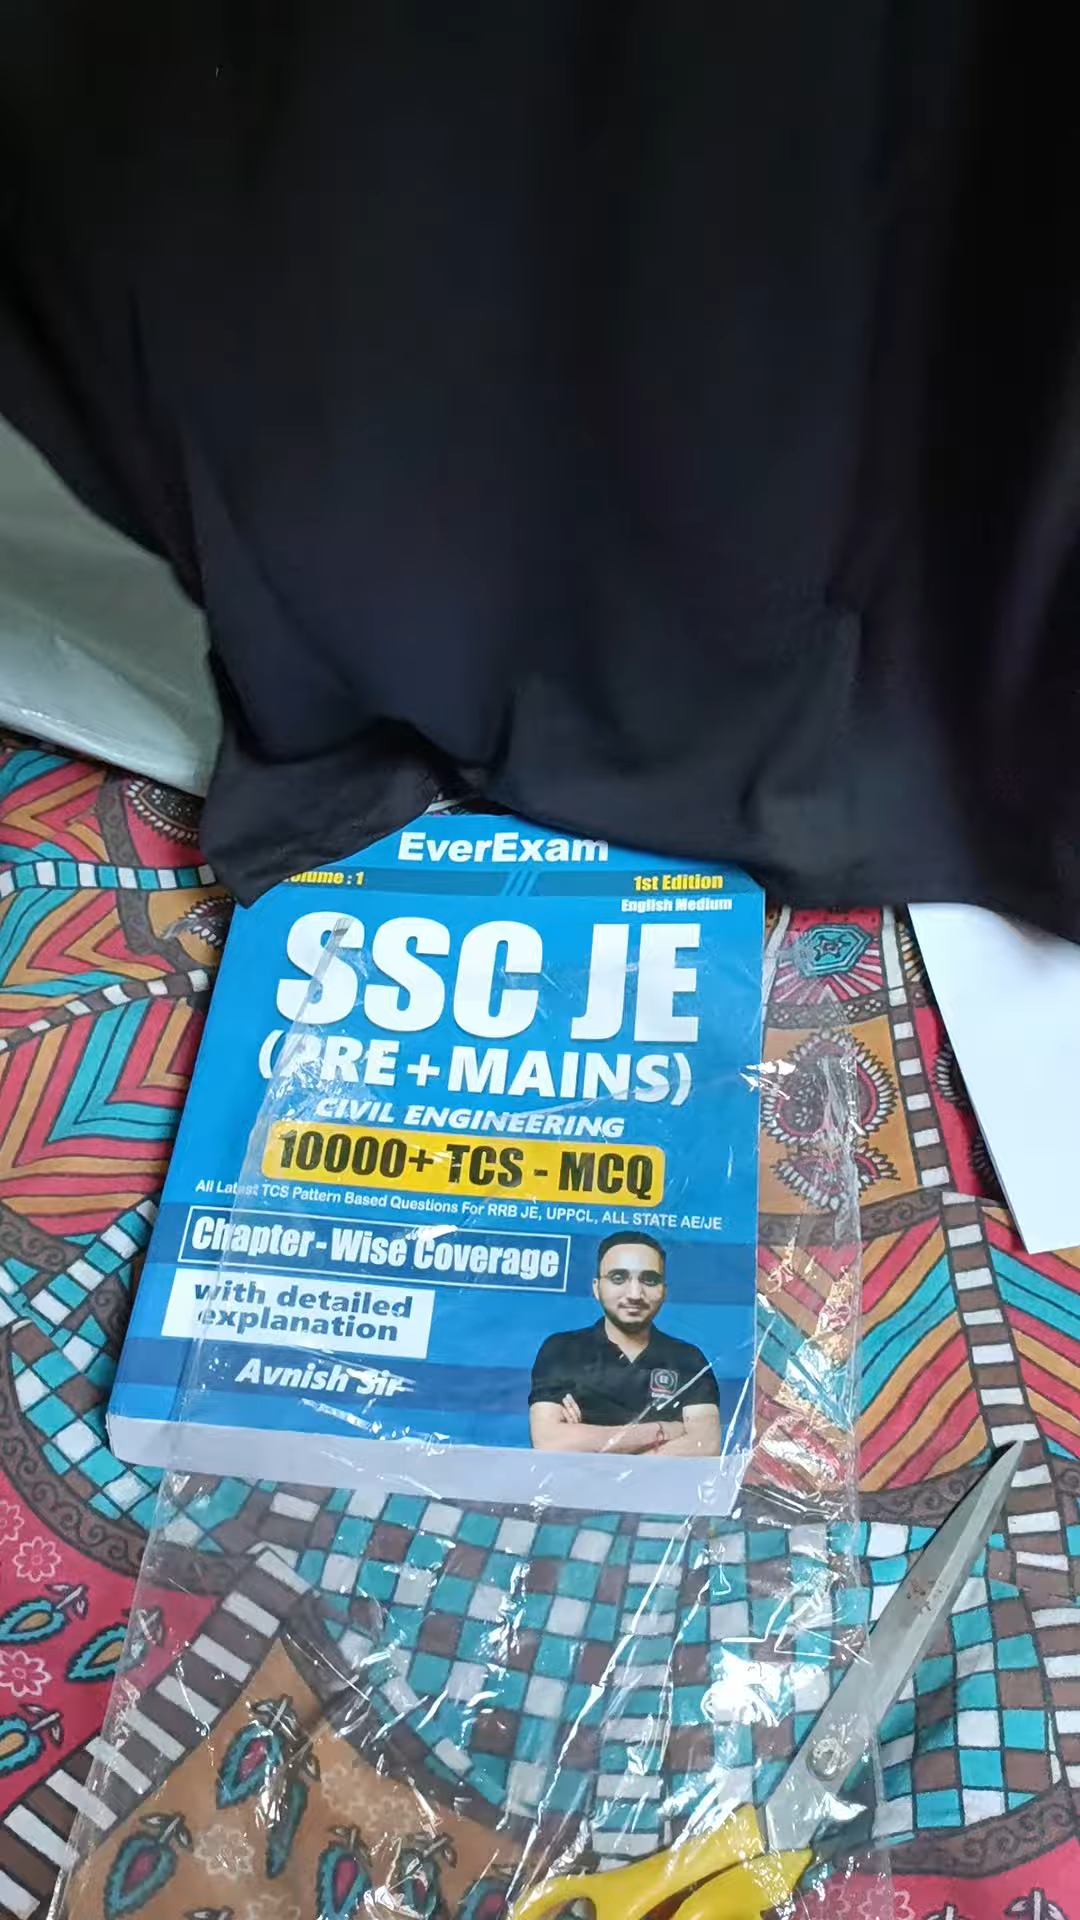 EverExam
Volume : 1
1st Edition
English Medium
SSC JE
(PRE+MAINS)
CIVIL ENGINEERING
10000+ TCS - MCQ
All Latest TCS Pattern Based Questions For RRB JE, UPPCL, ALL STATE AE/JE
Chapter-Wise Coverage
with detailed
explanation
Avnish Sir